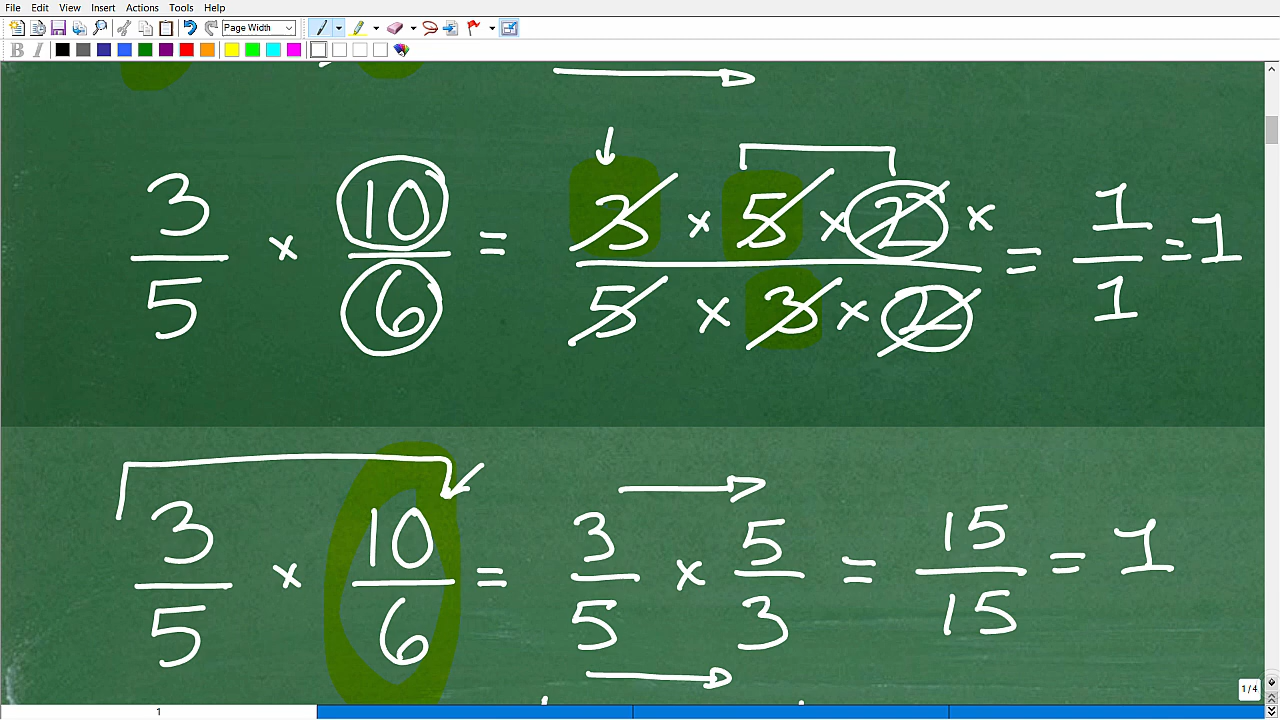 File Edit View Insert Actions Tools Help
Page Width
B I
3/5 × 10/6 = 3 × 5 × 2 × / 5 × 3 × 2 = 1/1 = 1
3/5 × 10/6 = 3/5 × 5/3 = 15/15 = 1
1/4
1